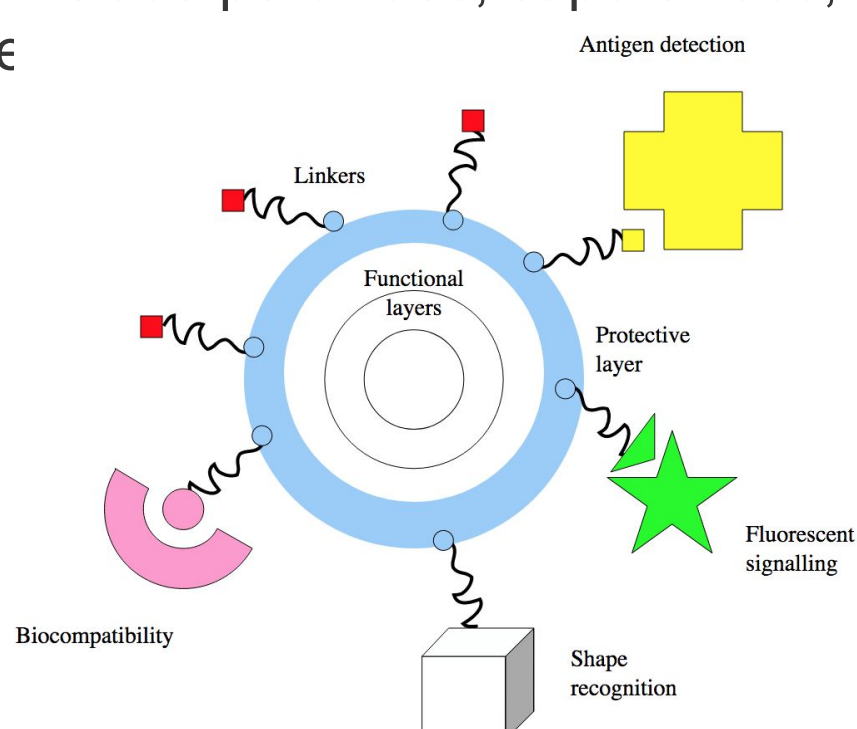 Antigen detection
Linkers
Functional
layers
Protective
layer
Fluorescent
signalling
Biocompatibility
Shape
recognition